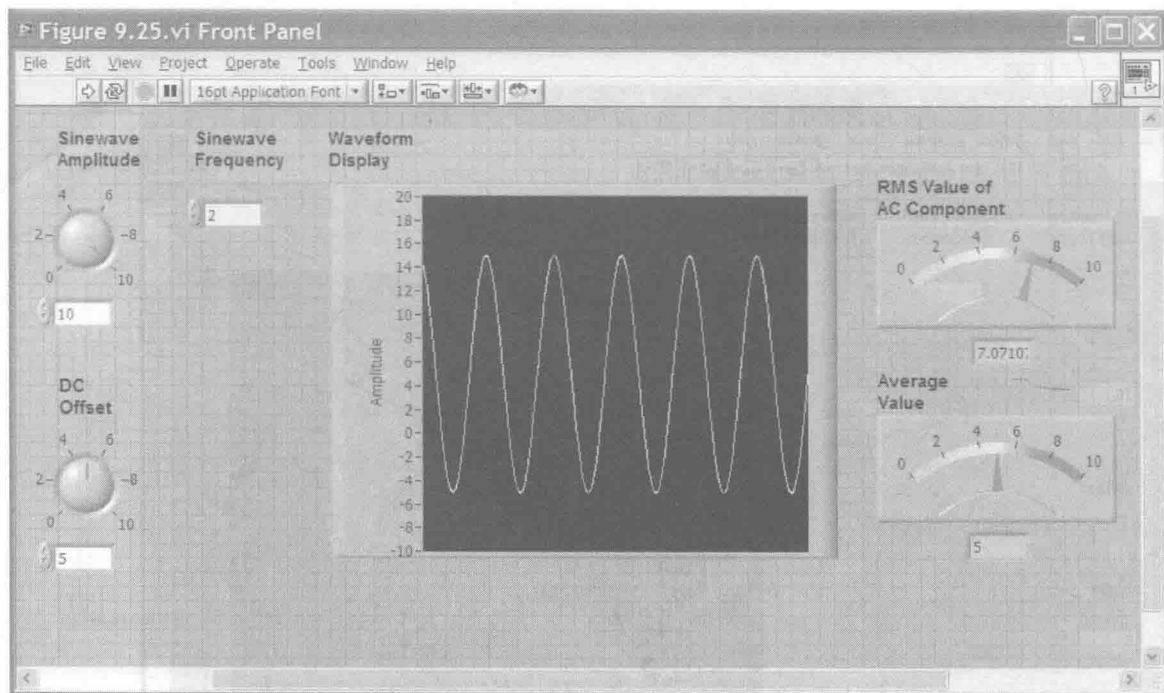 Figure 9.25.vi Front Panel
File Edit View Project Operate Tools Window Help
16pt Application Font
1
Sinewave
Amplitude
4 6
2 8
0 10
10
Sinewave
Frequency
2
Waveform
Display
Amplitude
20
18
16
14
12
10
8
6
4
2
0
-2
-4
-6
-8
-10
RMS Value of
AC Component
0 2 4 6 8 10
7.0710
DC
Offset
4 6
2 8
0 10
5
Average
Value
0 2 4 6 8 10
5